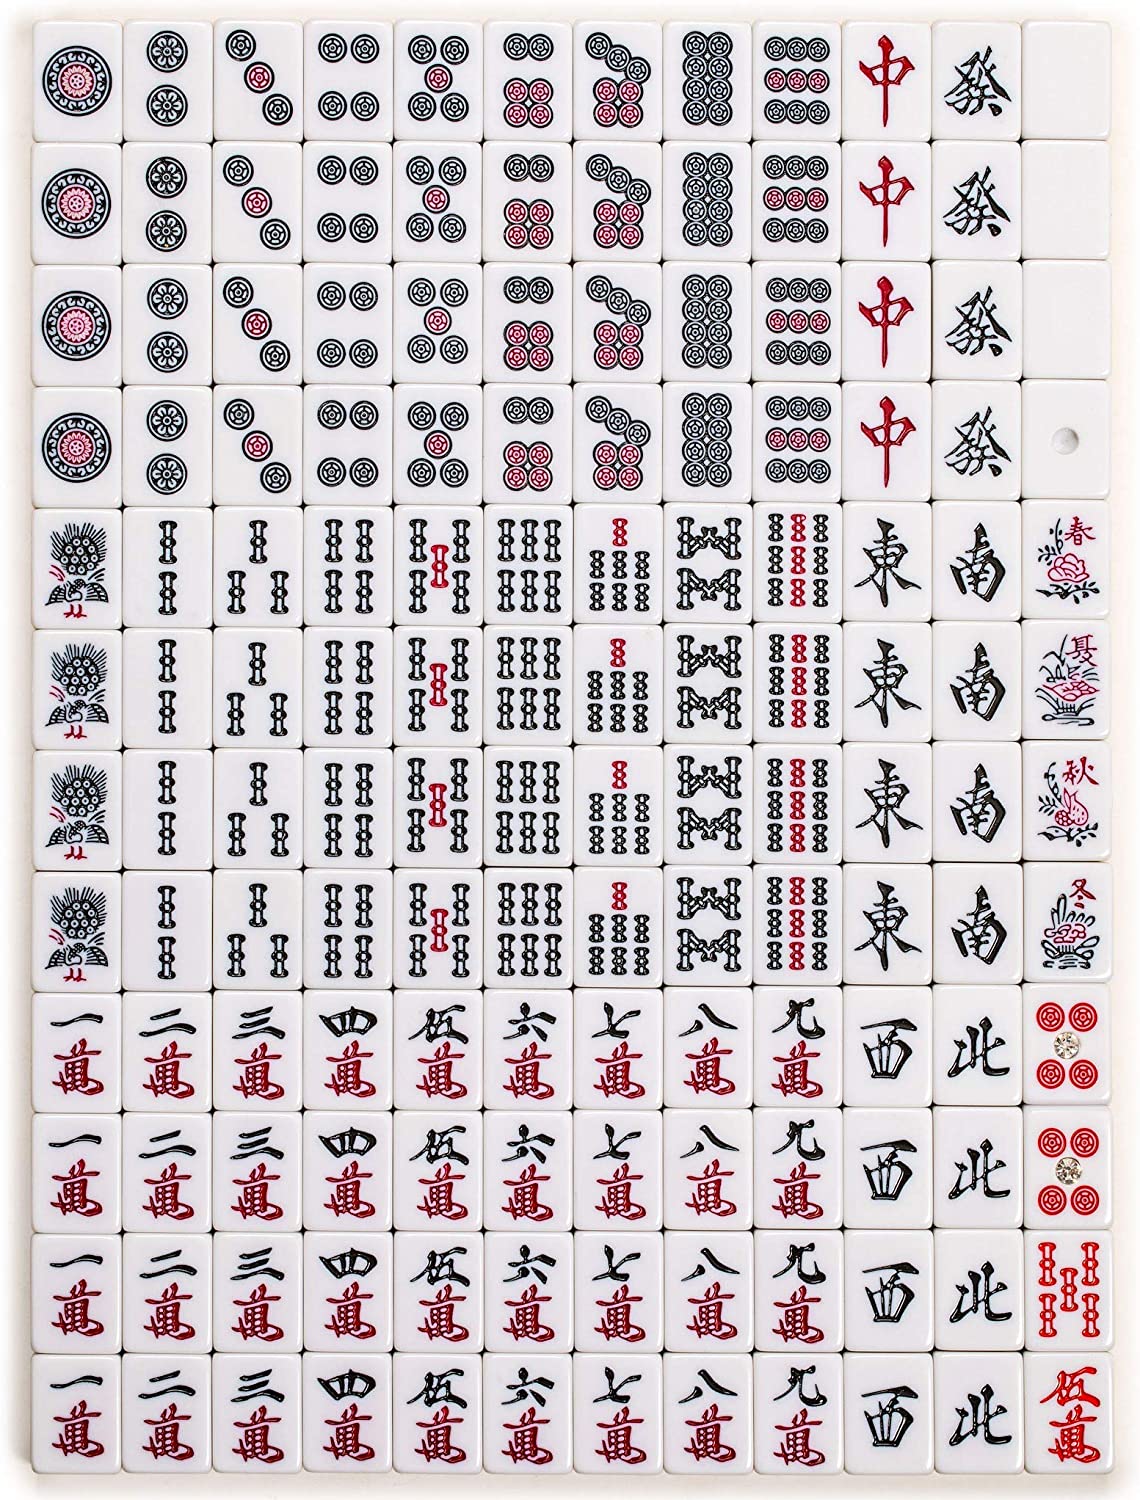 中 發
中 發
中 發
中 發
東 南 春
東 南 夏
東 南 秋
東 南 冬
一萬 二萬 三萬 四萬 伍萬 六萬 七萬 八萬 九萬 西 北
一萬 二萬 三萬 四萬 伍萬 六萬 七萬 八萬 九萬 西 北
一萬 二萬 三萬 四萬 伍萬 六萬 七萬 八萬 九萬 西 北
一萬 二萬 三萬 四萬 伍萬 六萬 七萬 八萬 九萬 西 北 伍萬